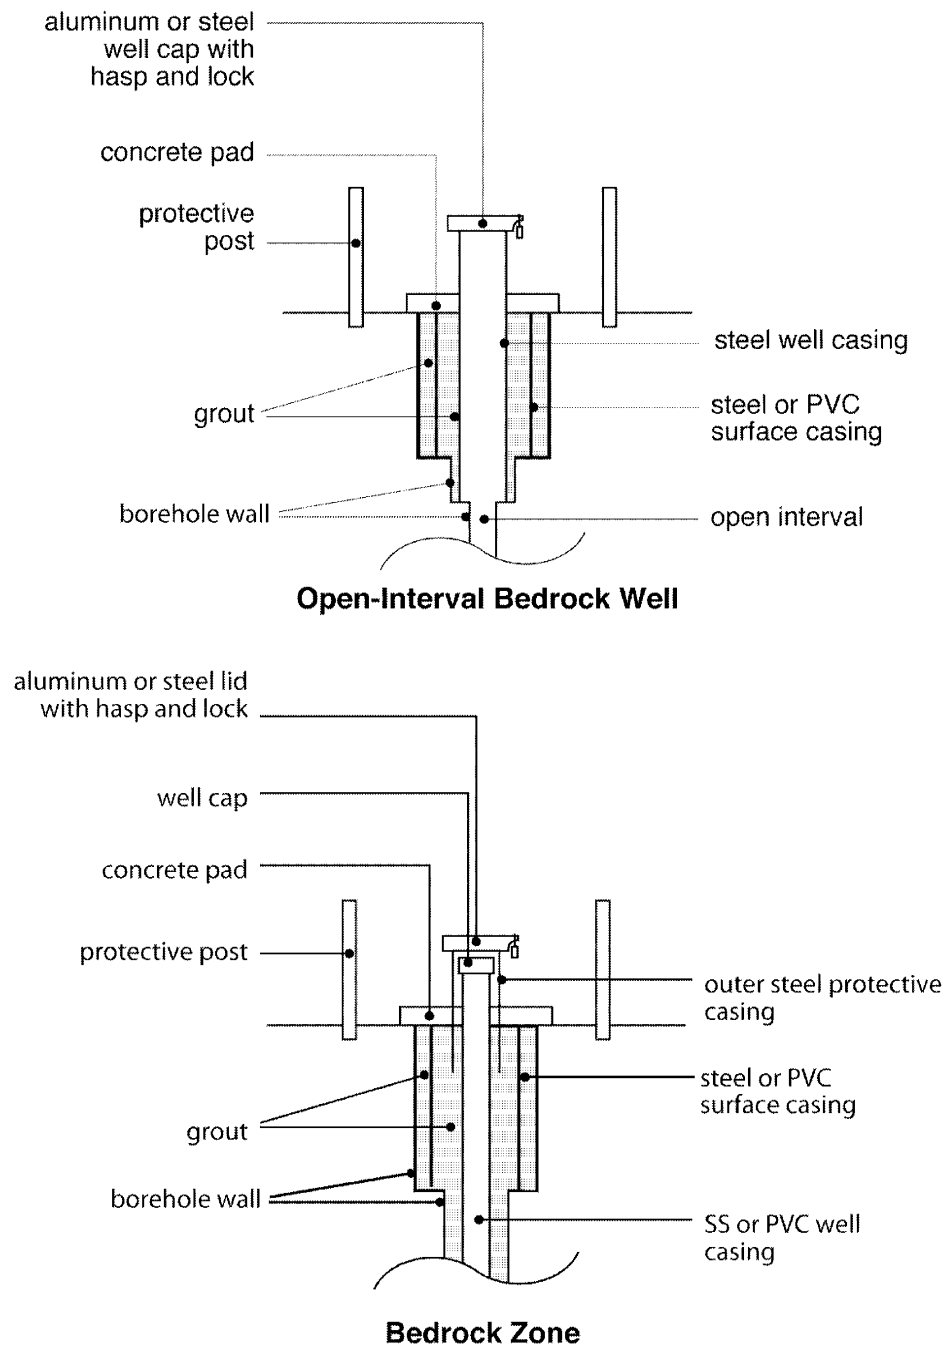 aluminum or steel
well cap with
hasp and lock
concrete pad
protective
post
steel well casing
steel or PVC
surface casing
grout
borehole wall
open interval
Open-Interval Bedrock Well
aluminum or steel lid
with hasp and lock
well cap
concrete pad
protective post
outer steel protective
casing
steel or PVC
surface casing
grout
borehole wall
SS or PVC well
casing
Bedrock Zone